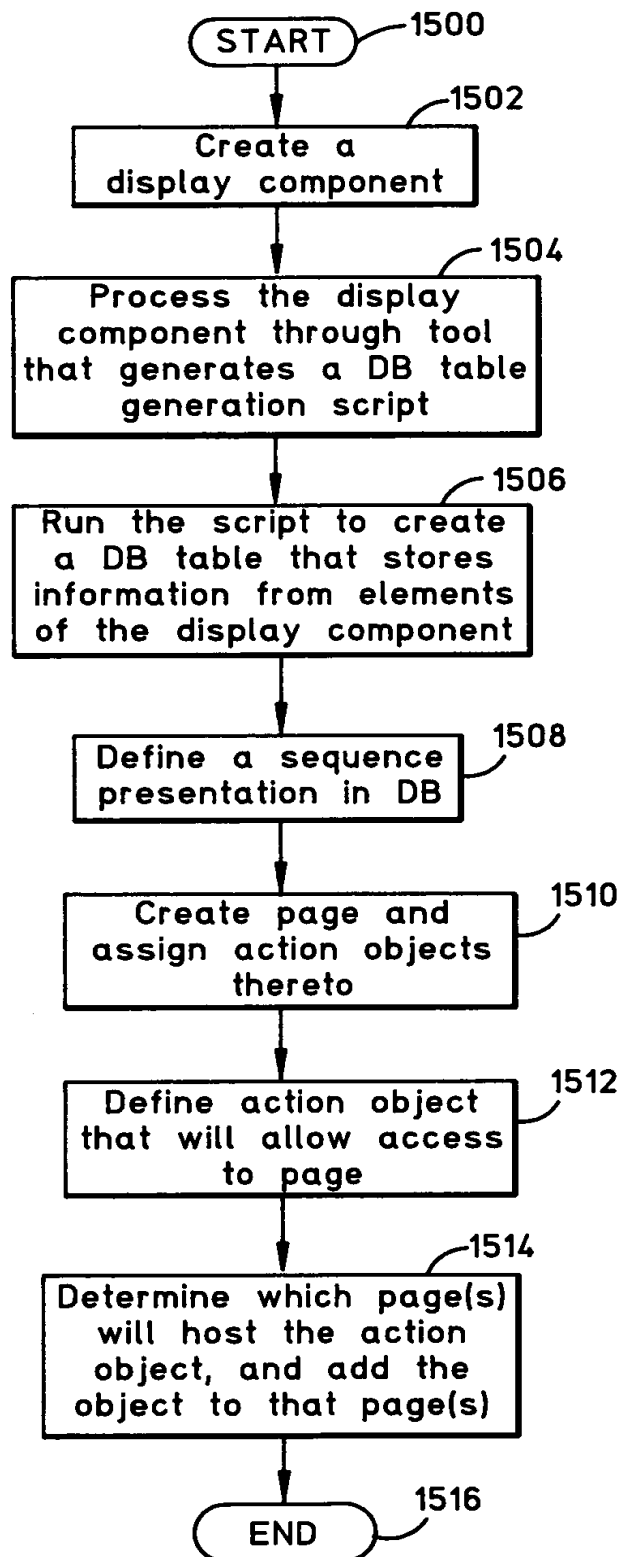 START
1500
1502
Create a
display component
1504
Process the display
component through tool
that generates a DB table
generation script
1506
Run the script to create
a DB table that stores
information from elements
of the display component
1508
Define a sequence
presentation in DB
1510
Create page and
assign action objects
thereto
1512
Define action object
that will allow access
to page
1514
Determine which page(s)
will host the action
object, and add the
object to that page(s)
1516
END